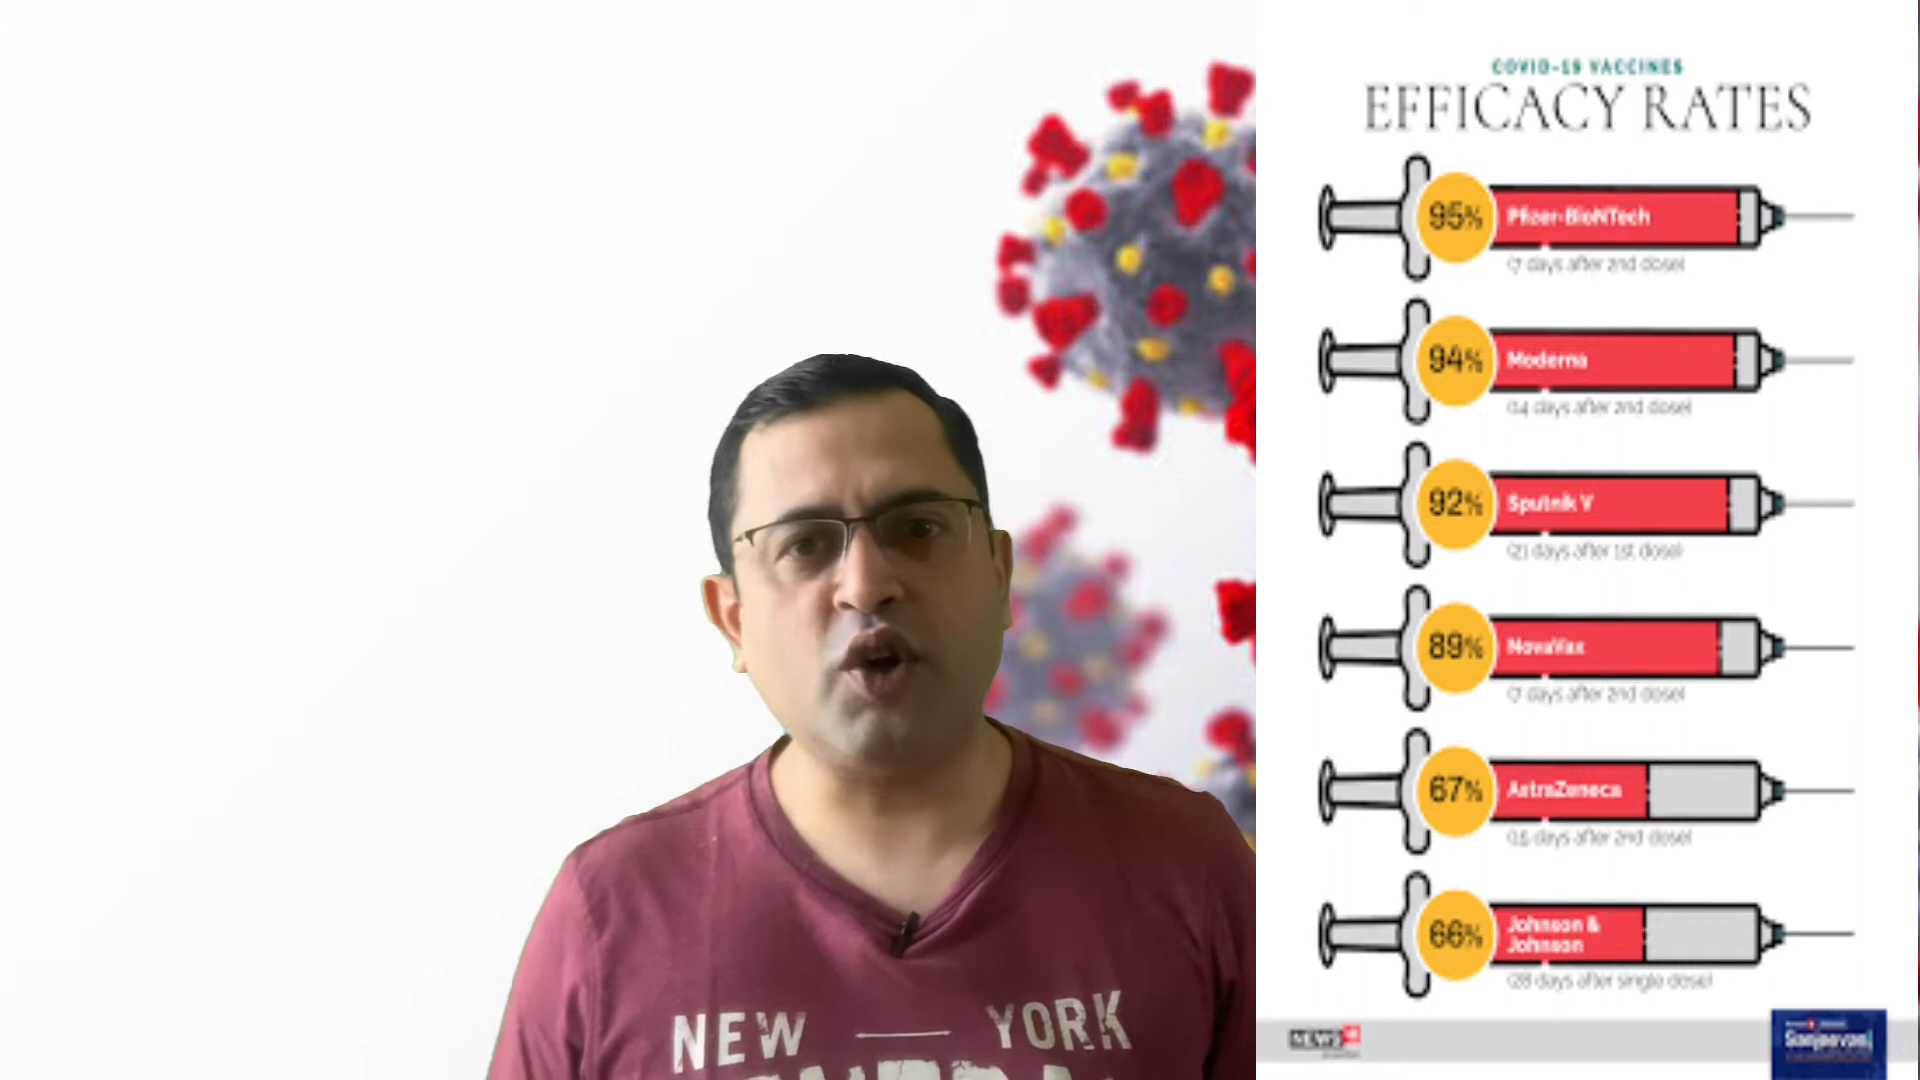 COVID-19 VACCINES
EFFICACY RATES
95% Pfizer-BioNTech
(7 days after 2nd dose)
94% Moderna
(14 days after 2nd dose)
92% Sputnik V
(21 days after 1st dose)
89% NovaVax
(7 days after 2nd dose)
67% AstraZeneca
(15 days after 2nd dose)
66% Johnson &
Johnson
(28 days after single dose)
NEWS18
Sanjeevani
NEW — YORK